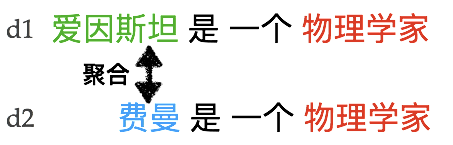 d1 爱因斯坦 是 一个 物理学家
聚合
d2 费曼 是 一个 物理学家